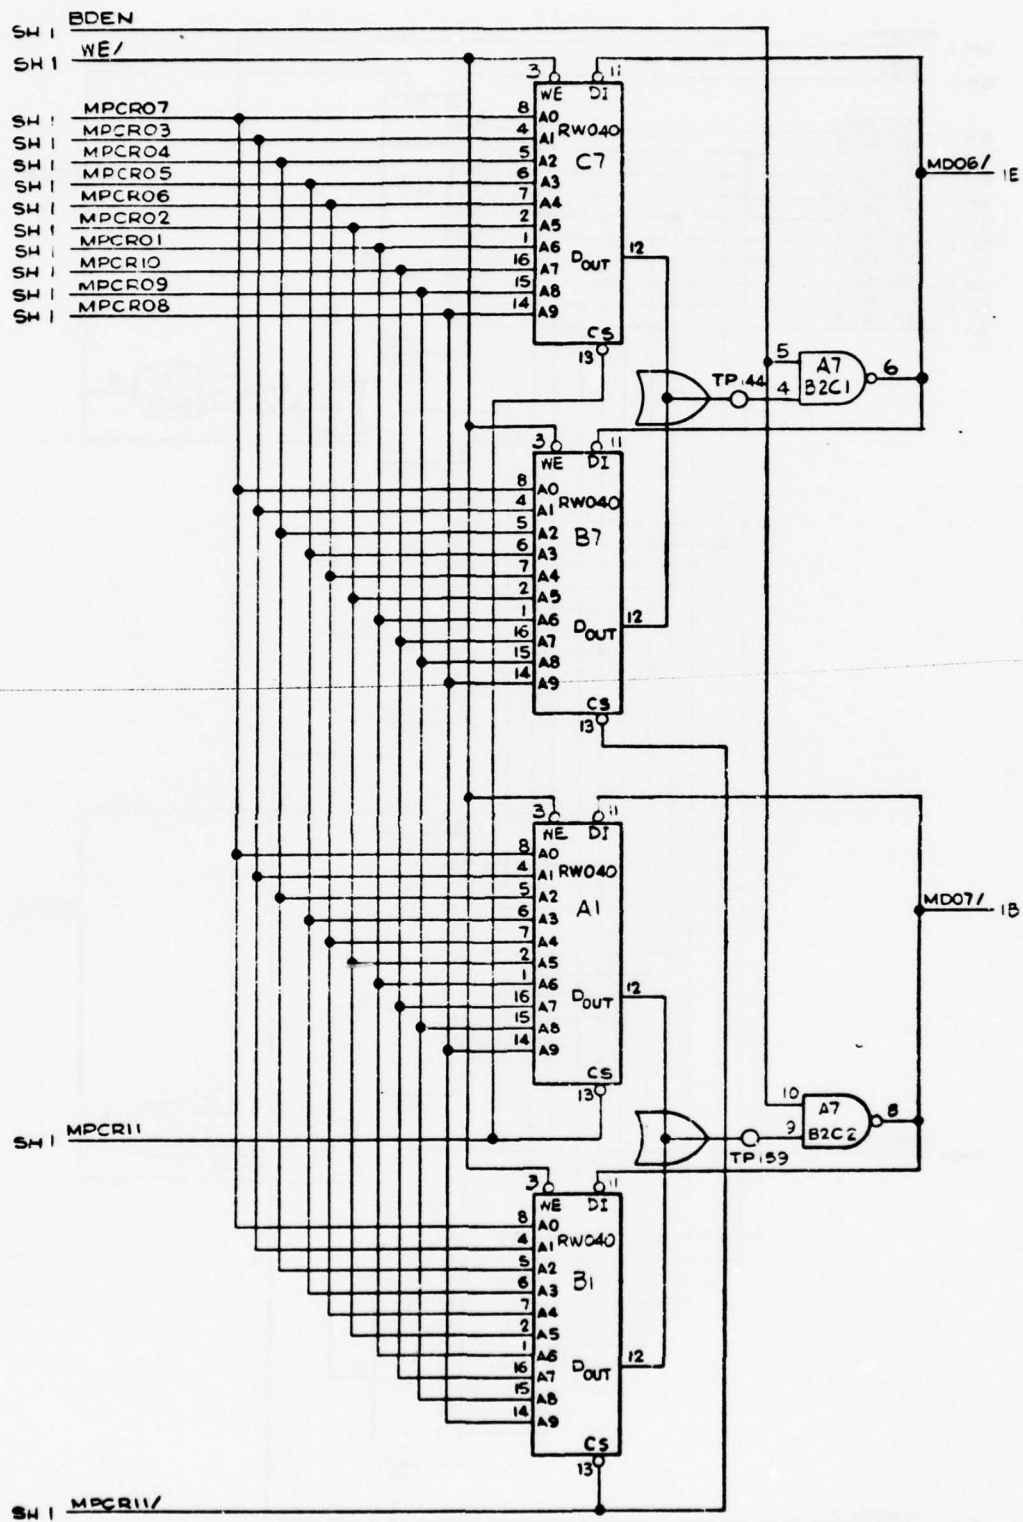 SH 1 BDEN
SH 1 WE/
SH 1 MPCR07
SH 1 MPCR03
SH 1 MPCR04
SH 1 MPCR05
SH 1 MPCR06
SH 1 MPCR02
SH 1 MPCR01
SH 1 MPCR10
SH 1 MPCR09
SH 1 MPCR08
3 11
WE DI
8 A0 RW040
4 A1
C7
5 A2
6 A3
7 A4
2 A5
1 A6
16 A7 DOUT 12
15 A8
14 A9
CS
13
MD06/ 1E
TP144
5 A7 6
4 B2C1
3 11
WE DI
8 A0
4 A1 RW040
5 A2 B7
6 A3
7 A4
2 A5
1 A6
16 A7 DOUT 12
15 A8
14 A9
CS
13
3 11
WE DI
8 A0
4 A1 RW040
5 A2 A1
6 A3
7 A4
2 A5
1 A6
16 A7 DOUT 12
15 A8
14 A9
CS
13
MD07/ 1B
SH 1 MPCR11
TP159
10 A7 8
9 B2C2
3 11
WE DI
8 A0
4 A1 RW040
5 A2 B1
6 A3
7 A4
2 A5
1 A6
16 A7 DOUT 12
15 A8
14 A9
CS
13
SH 1 MPCR11/